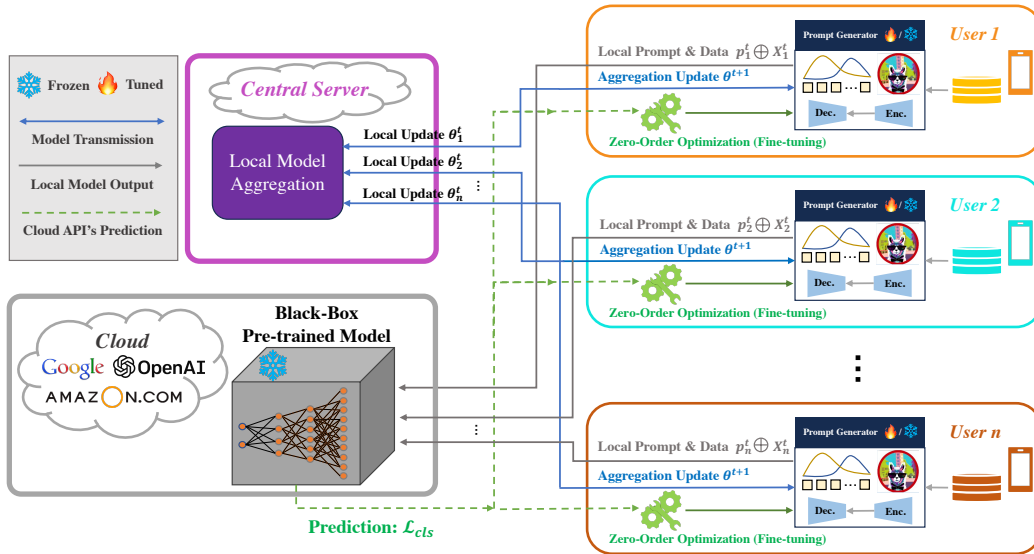 Frozen
Tuned
Model Transmission
Local Model Output
Cloud API's Prediction
Central Server
Local Model
Aggregation
Local Update θ₁ᵗ
Local Update θ₂ᵗ
⋮
Local Update θₙᵗ
Cloud
Google OpenAI
AMAZON.COM
Black-Box
Pre-trained Model
⋮
Prediction: ℒ_cls
User 1
Local Prompt & Data p₁ᵗ ⊕ X₁ᵗ
Aggregation Update θᵗ⁺¹
Zero-Order Optimization (Fine-tuning)
Prompt Generator /
...
Dec.
Enc.
User 2
Local Prompt & Data p₂ᵗ ⊕ X₂ᵗ
Aggregation Update θᵗ⁺¹
Zero-Order Optimization (Fine-tuning)
Prompt Generator /
...
Dec.
Enc.
⋮
User n
Local Prompt & Data pₙᵗ ⊕ Xₙᵗ
Aggregation Update θᵗ⁺¹
Zero-Order Optimization (Fine-tuning)
Prompt Generator /
...
Dec.
Enc.